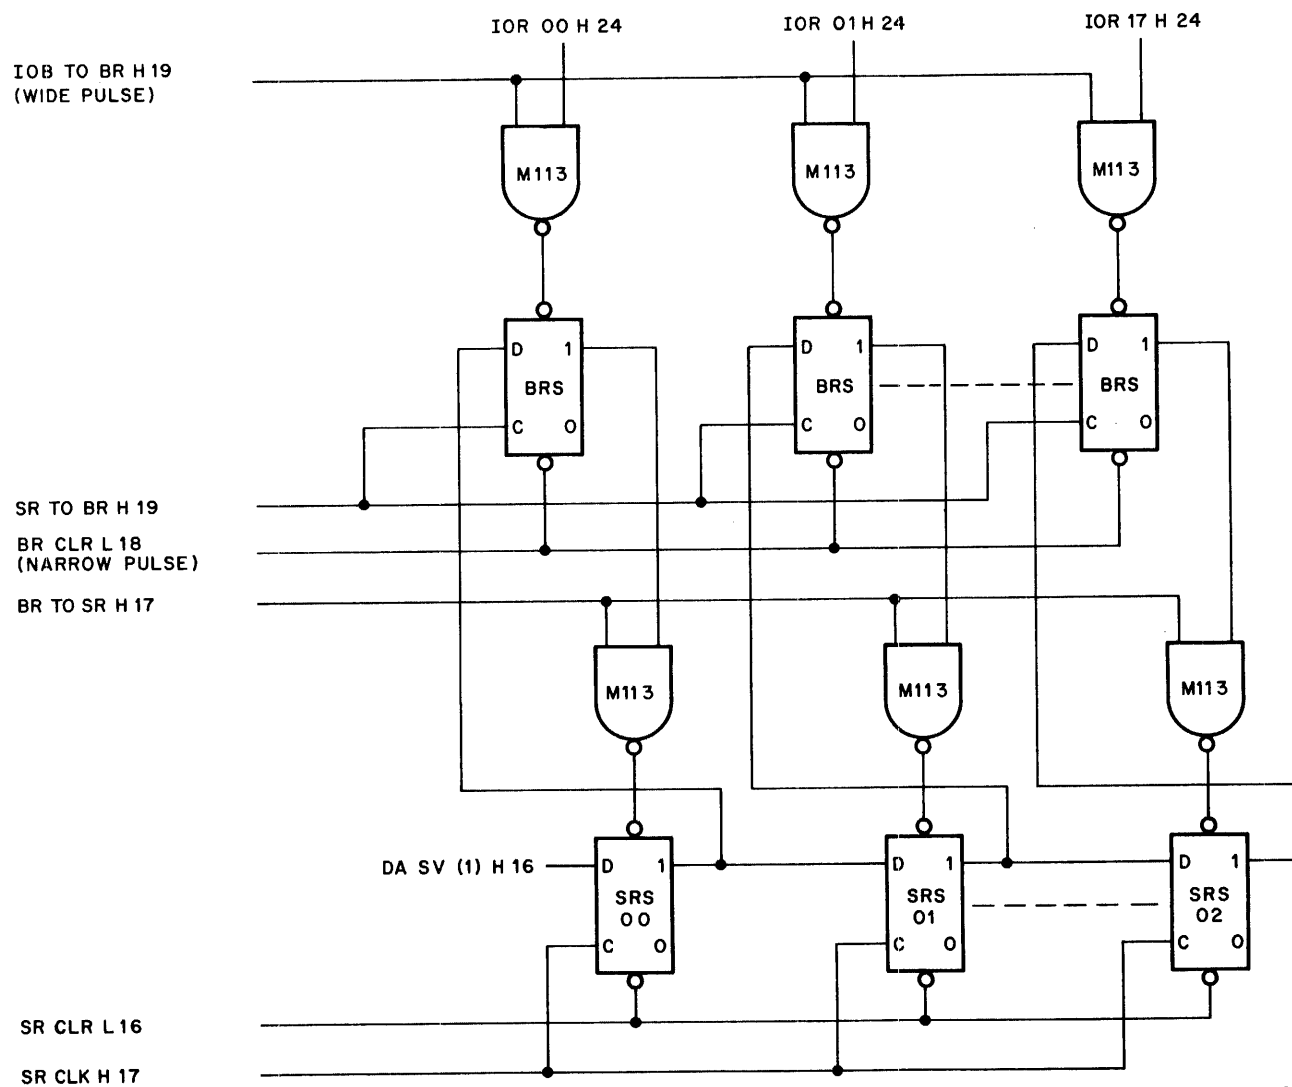 IOR 00 H 24
IOR 01 H 24
IOR 17 H 24
IOB TO BR H 19
(WIDE PULSE)
M113
M113
M113
D 1
BRS
C 0
D 1
BRS
C 0
D 1
BRS
C 0
SR TO BR H 19
BR CLR L 18
(NARROW PULSE)
BR TO SR H 17
M113
M113
M113
DA SV (1) H 16
D 1
SRS
00
C 0
D 1
SRS
01
C 0
D 1
SRS
02
C 0
SR CLR L 16
SR CLK H 17